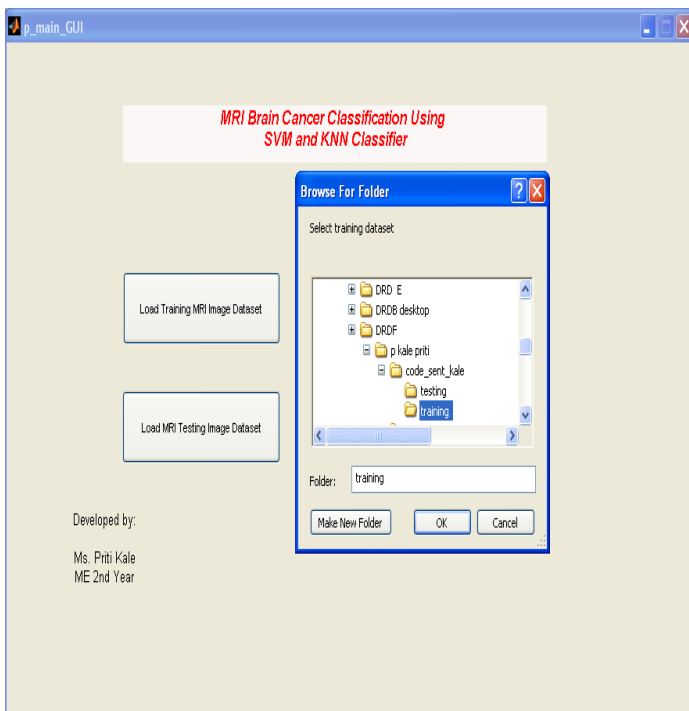 p_main_GUI
MRI Brain Cancer Classification Using
SVM and KNN Classifier
Browse For Folder
Select training dataset
DRD E
DRDB desktop
DRDF
p kale priti
code_sent_kale
testing
training
Folder: training
Make New Folder OK Cancel
Load Training MRI Image Dataset
Load MRI Testing Image Dataset
Developed by:
Ms. Priti Kale
ME 2nd Year